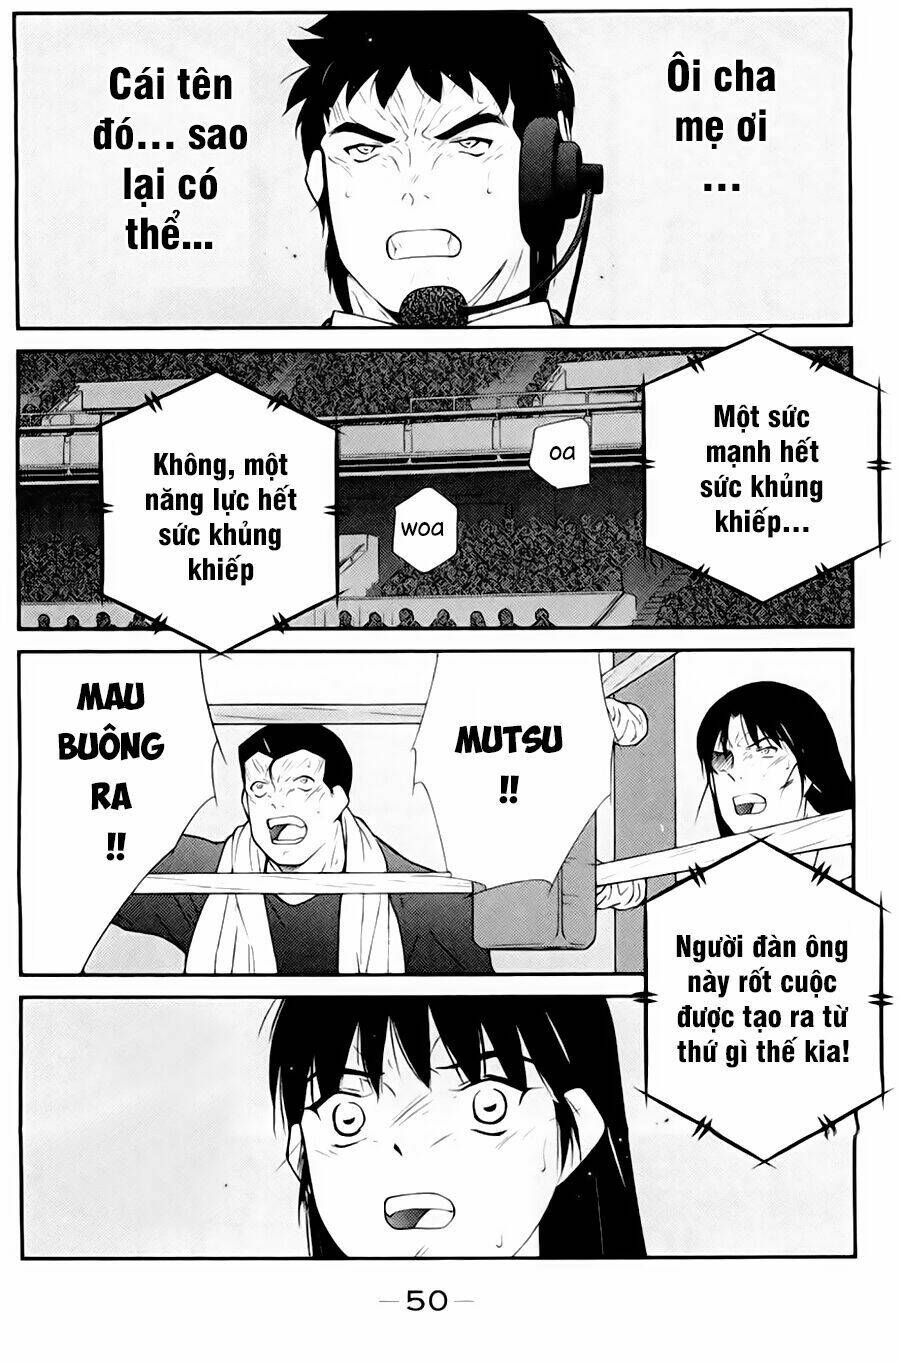 Ôi cha
mẹ ơi
...
Cái tên
đó... sao
lại có
thể...
Một sức
mạnh hết
sức khủng
khiếp...
oa
woa
Không, một
năng lực hết
sức khủng
khiếp
MUTSU
!!
MAU
BUÔNG
RA
!!
Người đàn ông
này rốt cuộc
được tạo ra từ
thứ gì thế kia!
50